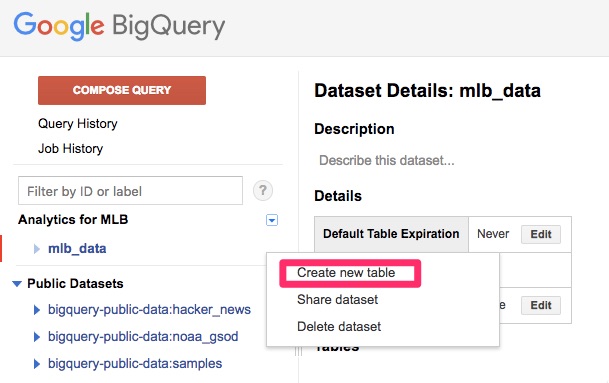 Google BigQuery
COMPOSE QUERY
Query History
Job History
Filter by ID or label
?
Analytics for MLB
mlb_data
Public Datasets
bigquery-public-data:hacker_news
bigquery-public-data:noaa_gsod
bigquery-public-data:samples
Dataset Details: mlb_data
Description
Describe this dataset...
Details
Default Table Expiration Never Edit
Edit
Create new table
Share dataset
Delete dataset
Tables